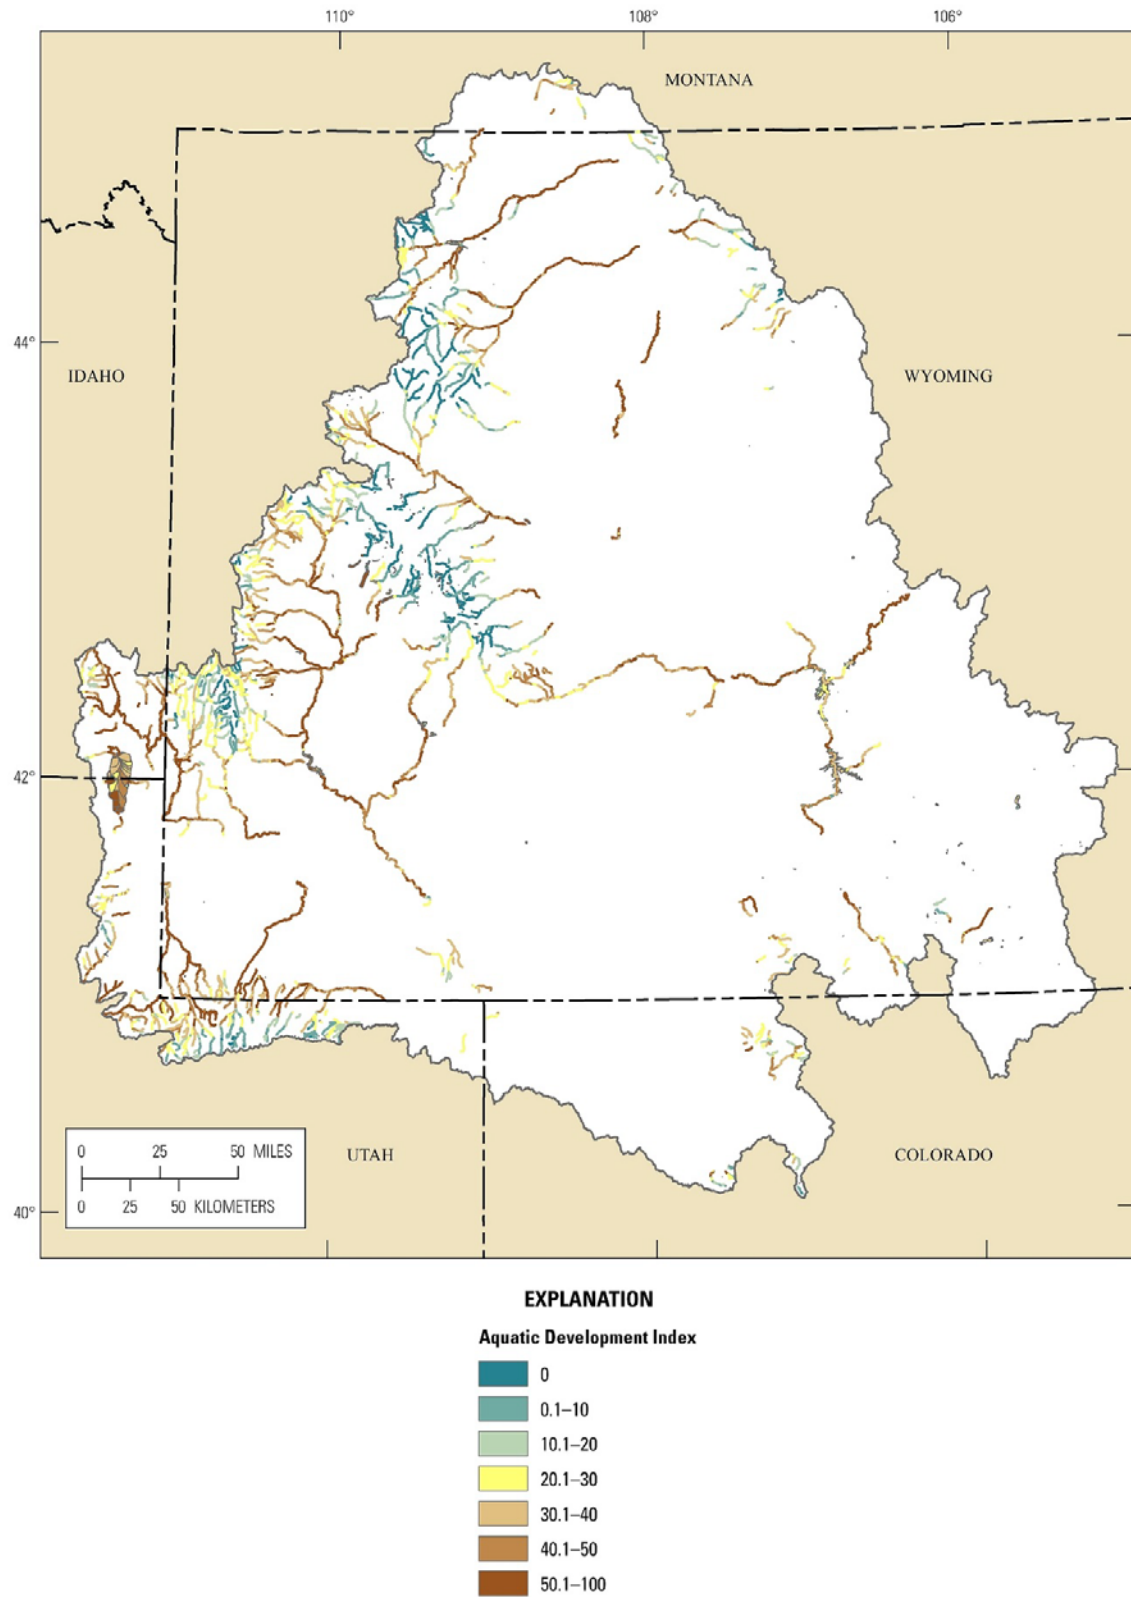 110° 108° 106°
MONTANA
44°
IDAHO WYOMING
42°
0 25 50 MILES
0 25 50 KILOMETERS
UTAH COLORADO
40°
EXPLANATION
Aquatic Development Index
0
0.1–10
10.1–20
20.1–30
30.1–40
40.1–50
50.1–100